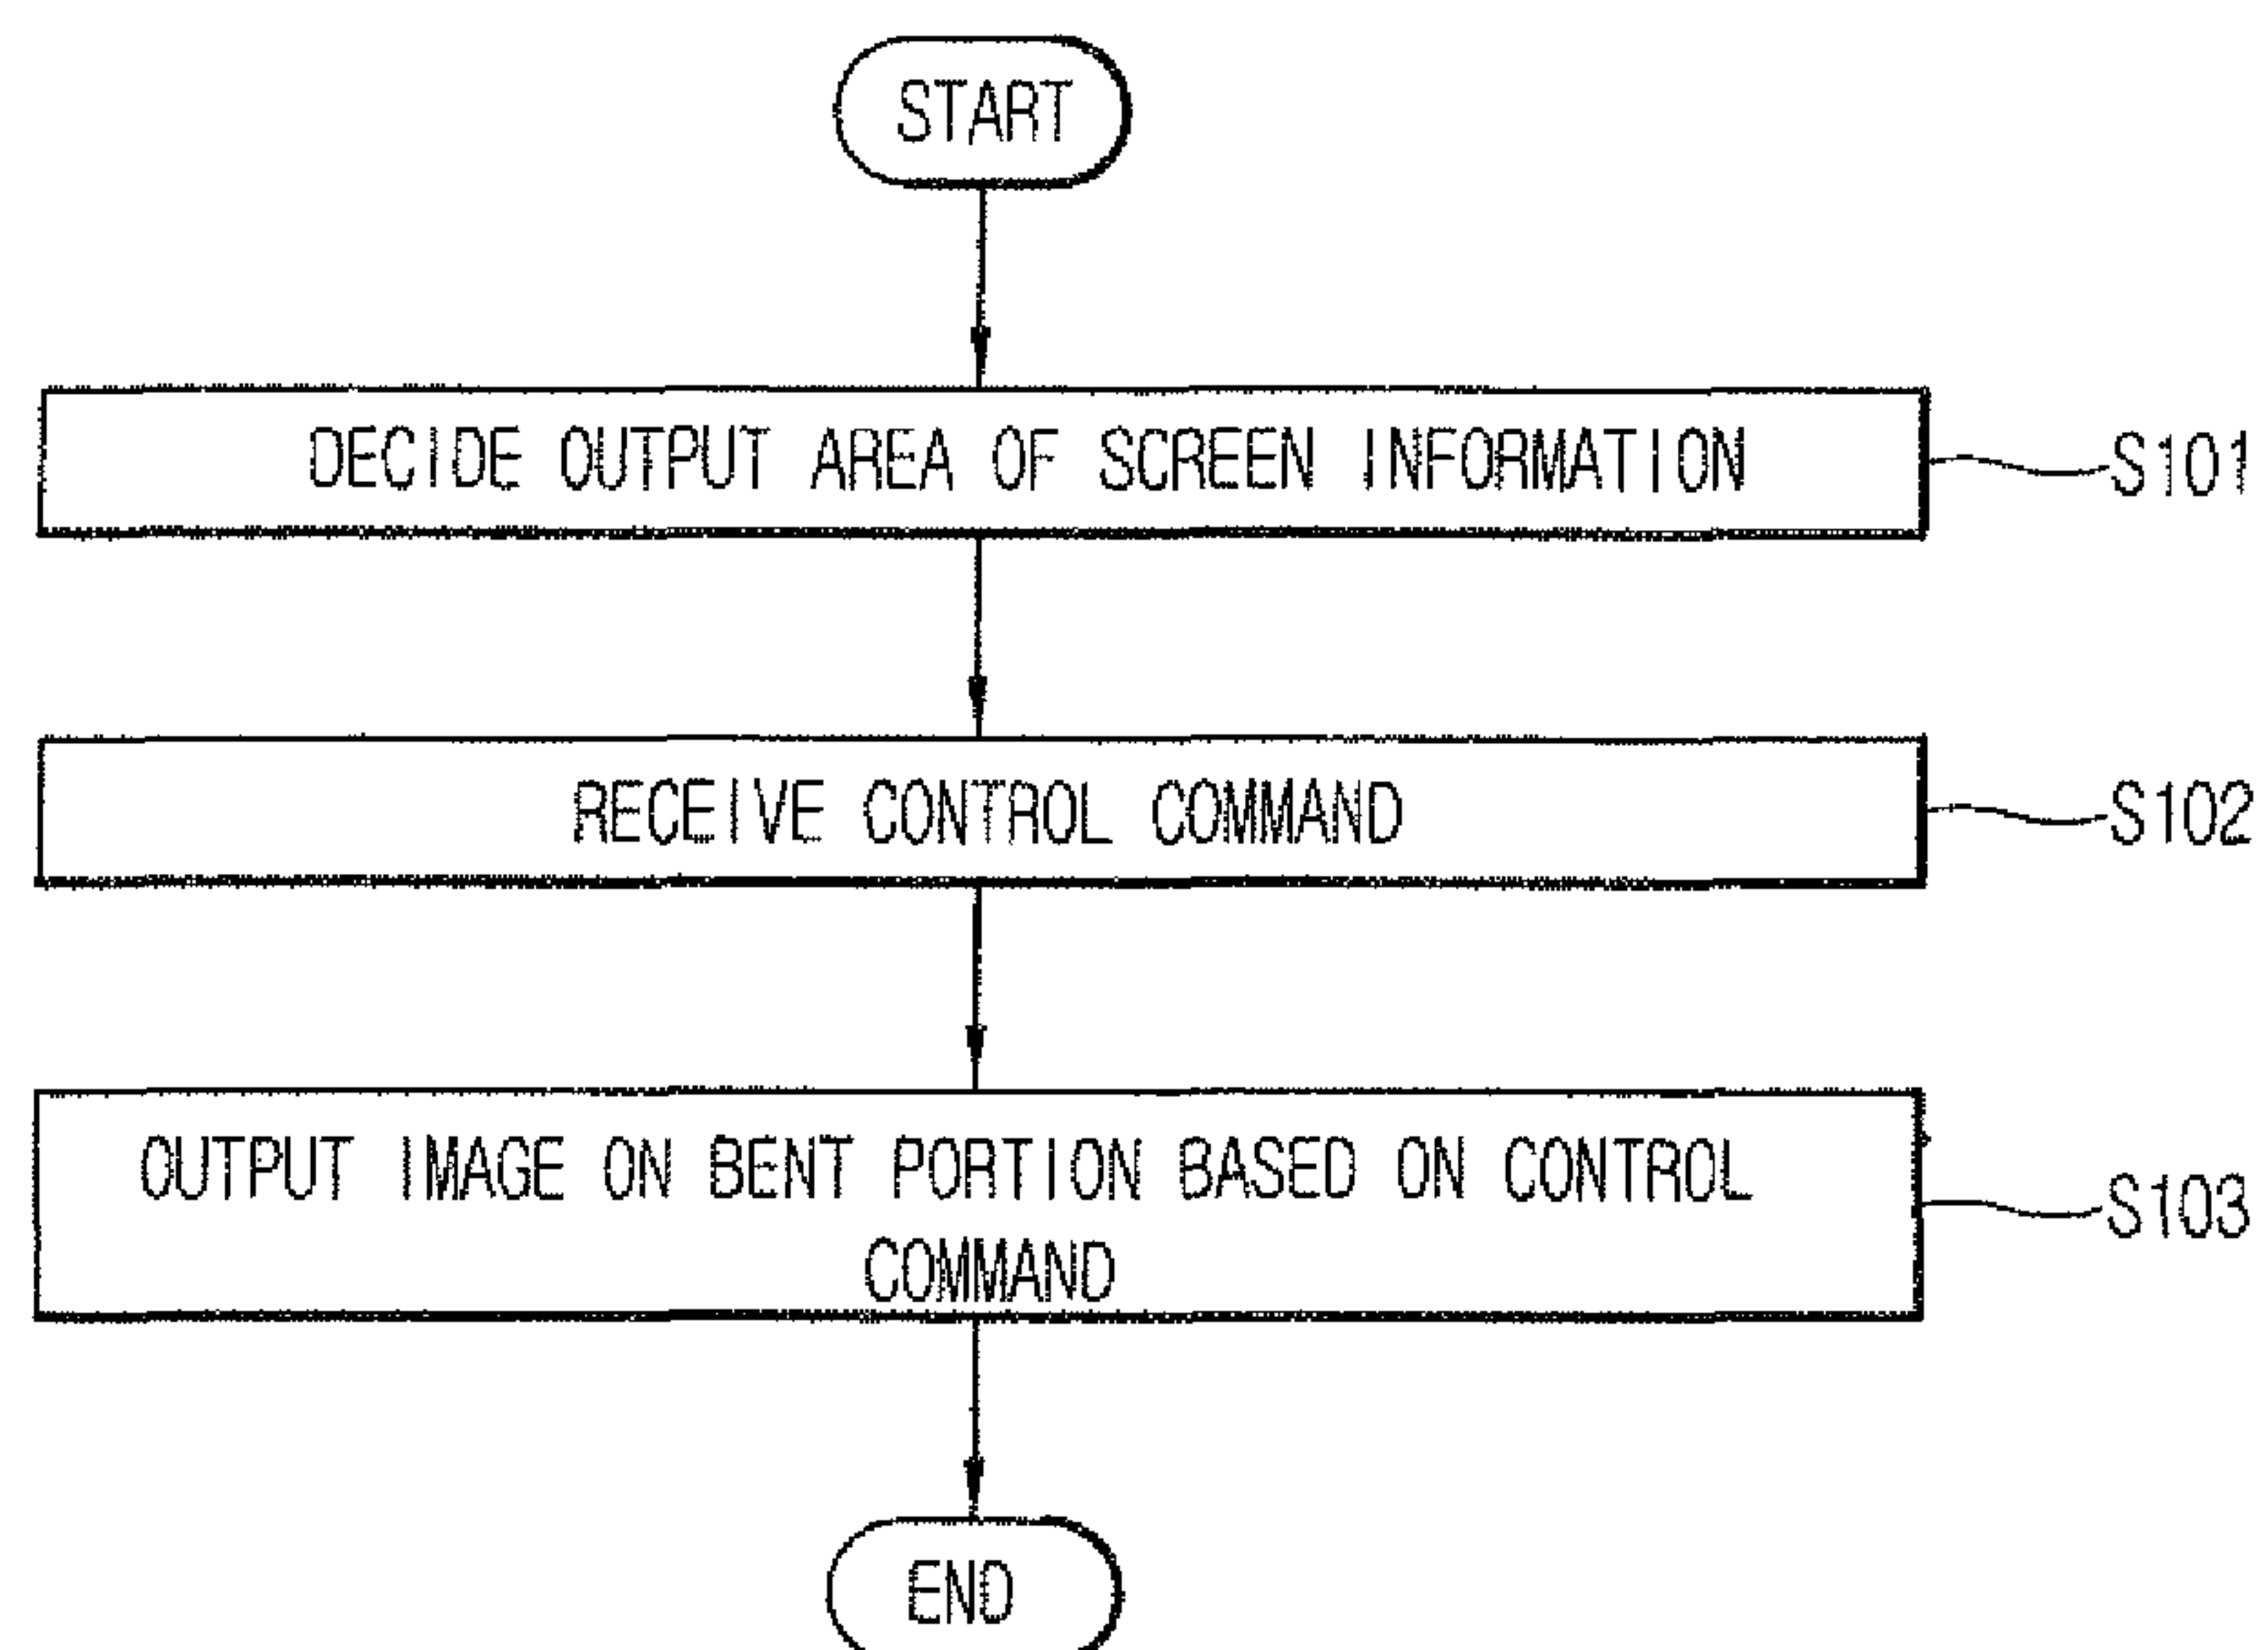 START
DECIDE OUTPUT AREA OF SCREEN INFORMATION
S101
RECEIVE CONTROL COMMAND
S102
OUTPUT IMAGE ON BENT PORTION BASED ON CONTROL
COMMAND
S103
END